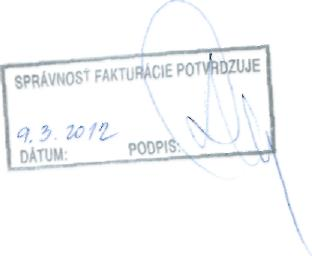 SPRÁVNOSŤ FAKTURÁCIE POTVRDZUJE
9.3.2012
DÁTUM: PODPIS: